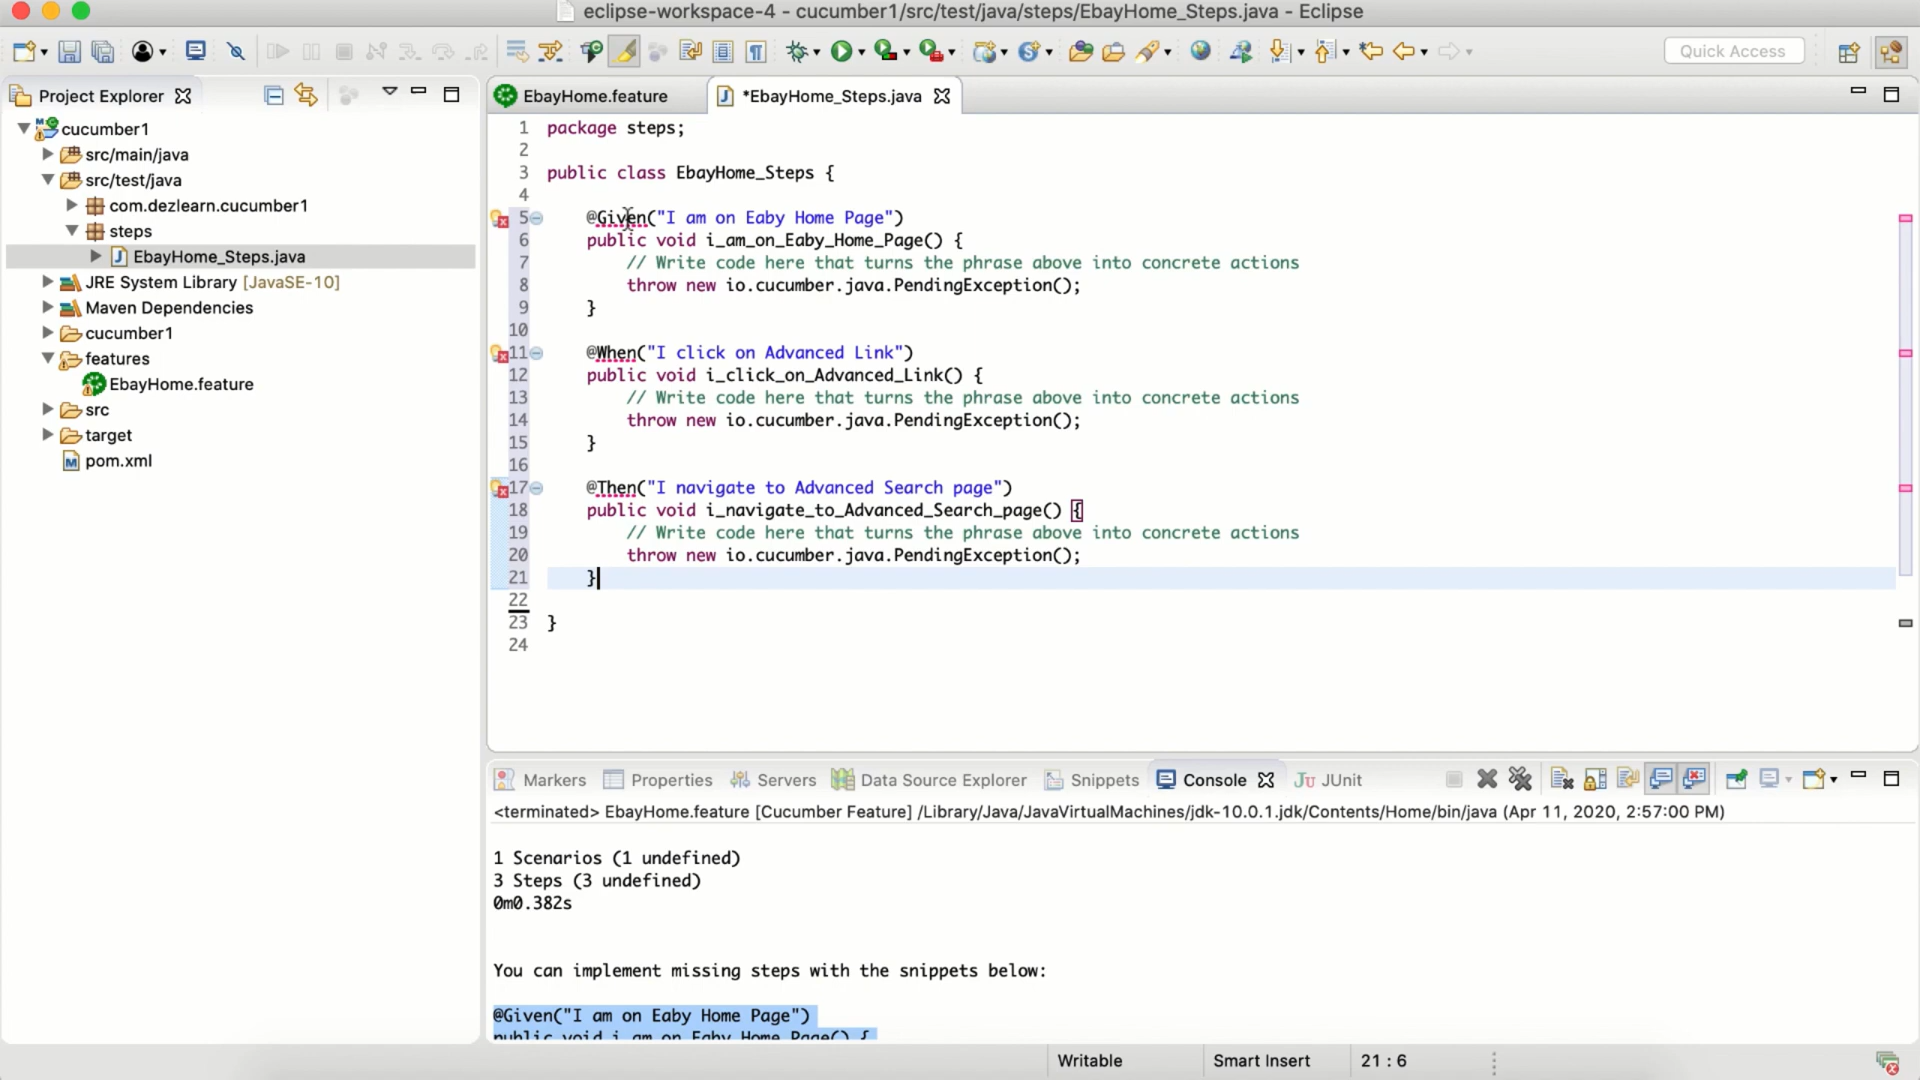 eclipse-workspace-4 - cucumber1/src/test/java/steps/EbayHome_Steps.java - Eclipse
Quick Access
Project Explorer
cucumber1
src/main/java
src/test/java
com.dezlearn.cucumber1
steps
EbayHome_Steps.java
JRE System Library [JavaSE-10]
Maven Dependencies
cucumber1
features
EbayHome.feature
src
target
pom.xml
EbayHome.feature
*EbayHome_Steps.java
1 package steps;
2
3 public class EbayHome_Steps {
4
5 @Given("I am on Eaby Home Page")
6 public void i_am_on_Eaby_Home_Page() {
7 // Write code here that turns the phrase above into concrete actions
8 throw new io.cucumber.java.PendingException();
9 }
10
11 @When("I click on Advanced Link")
12 public void i_click_on_Advanced_Link() {
13 // Write code here that turns the phrase above into concrete actions
14 throw new io.cucumber.java.PendingException();
15 }
16
17 @Then("I navigate to Advanced Search page")
18 public void i_navigate_to_Advanced_Search_page() {
19 // Write code here that turns the phrase above into concrete actions
20 throw new io.cucumber.java.PendingException();
21 }
22
23 }
24
Markers Properties Servers Data Source Explorer Snippets Console Ju JUnit
<terminated> EbayHome.feature [Cucumber Feature] /Library/Java/JavaVirtualMachines/jdk-10.0.1.jdk/Contents/Home/bin/java (Apr 11, 2020, 2:57:00 PM)
1 Scenarios (1 undefined)
3 Steps (3 undefined)
0m0.382s
You can implement missing steps with the snippets below:
@Given("I am on Eaby Home Page")
public void i_am_on_Eaby_Home_Page() {
Writable Smart Insert 21 : 6